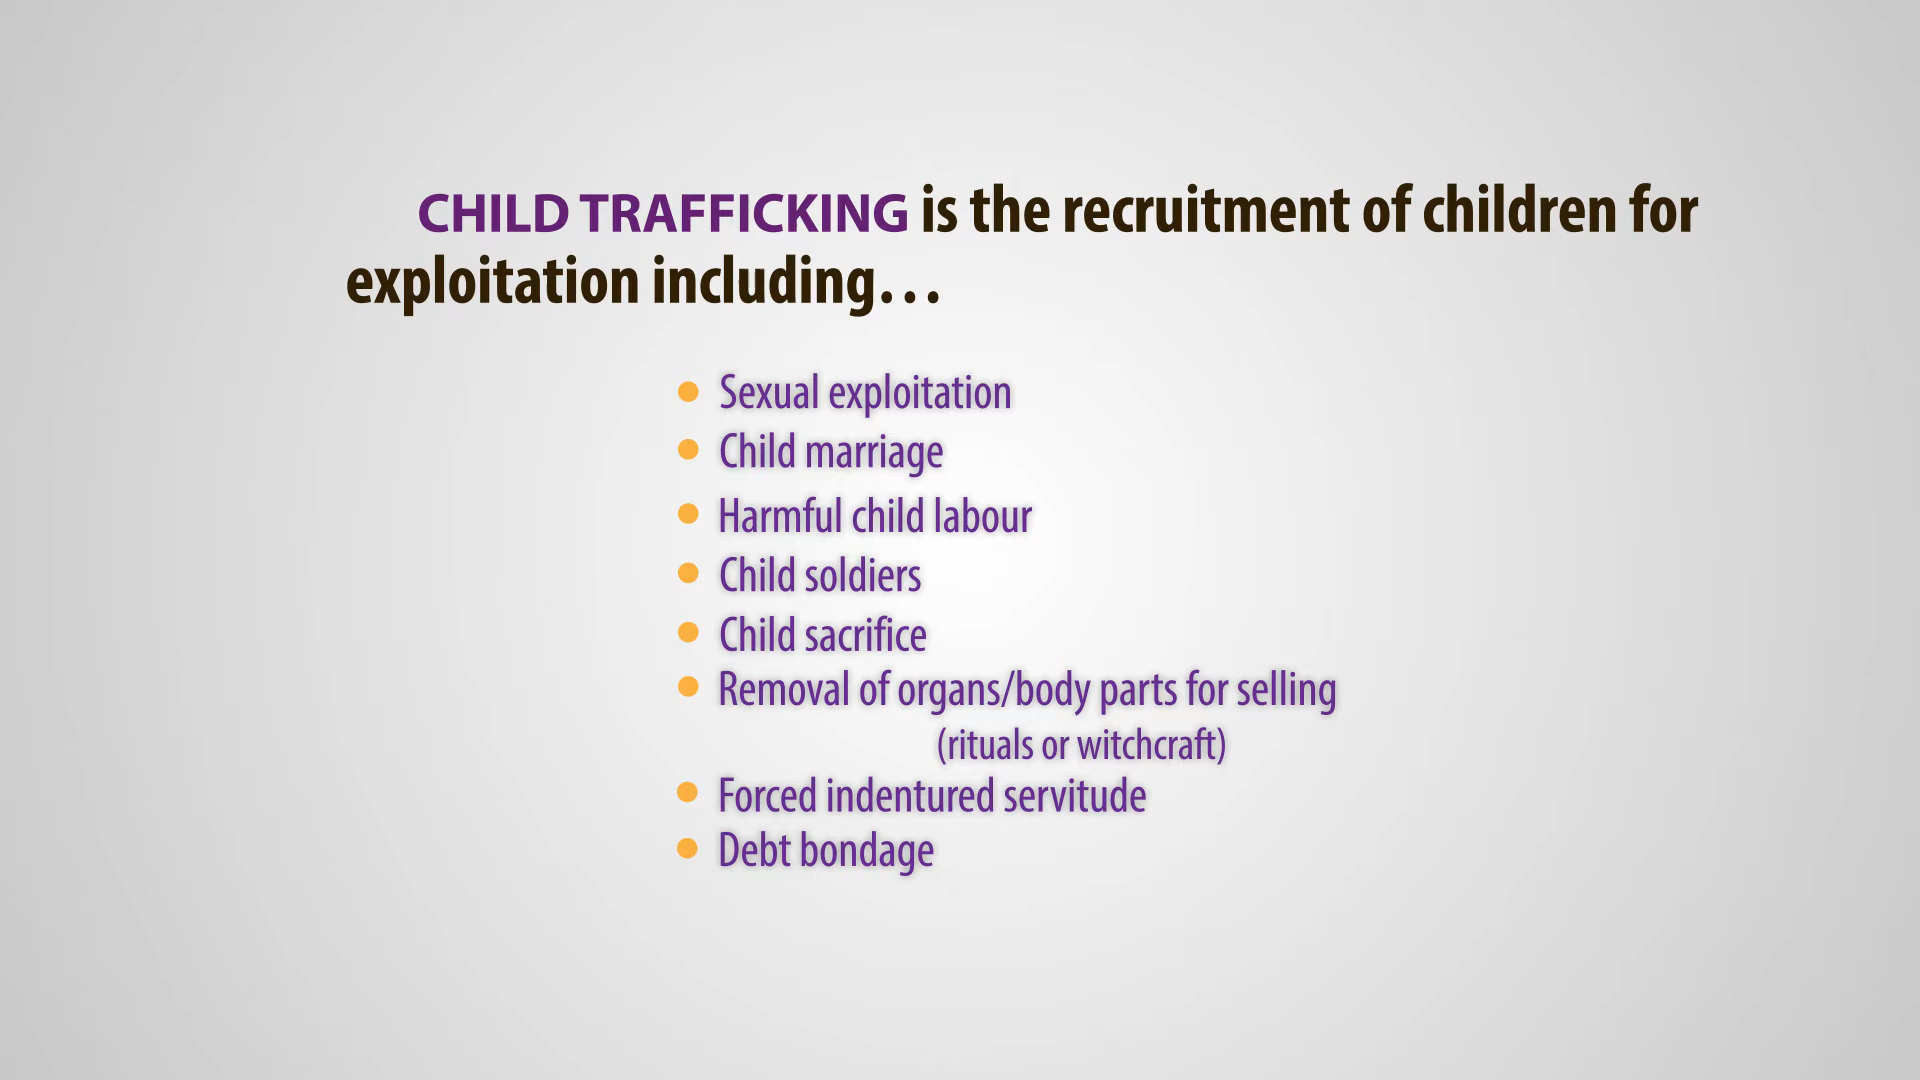 CHILD TRAFFICKING is the recruitment of children for
exploitation including…
• Sexual exploitation
• Child marriage
• Harmful child labour
• Child soldiers
• Child sacrifice
• Removal of organs/body parts for selling
(rituals or witchcraft)
• Forced indentured servitude
• Debt bondage